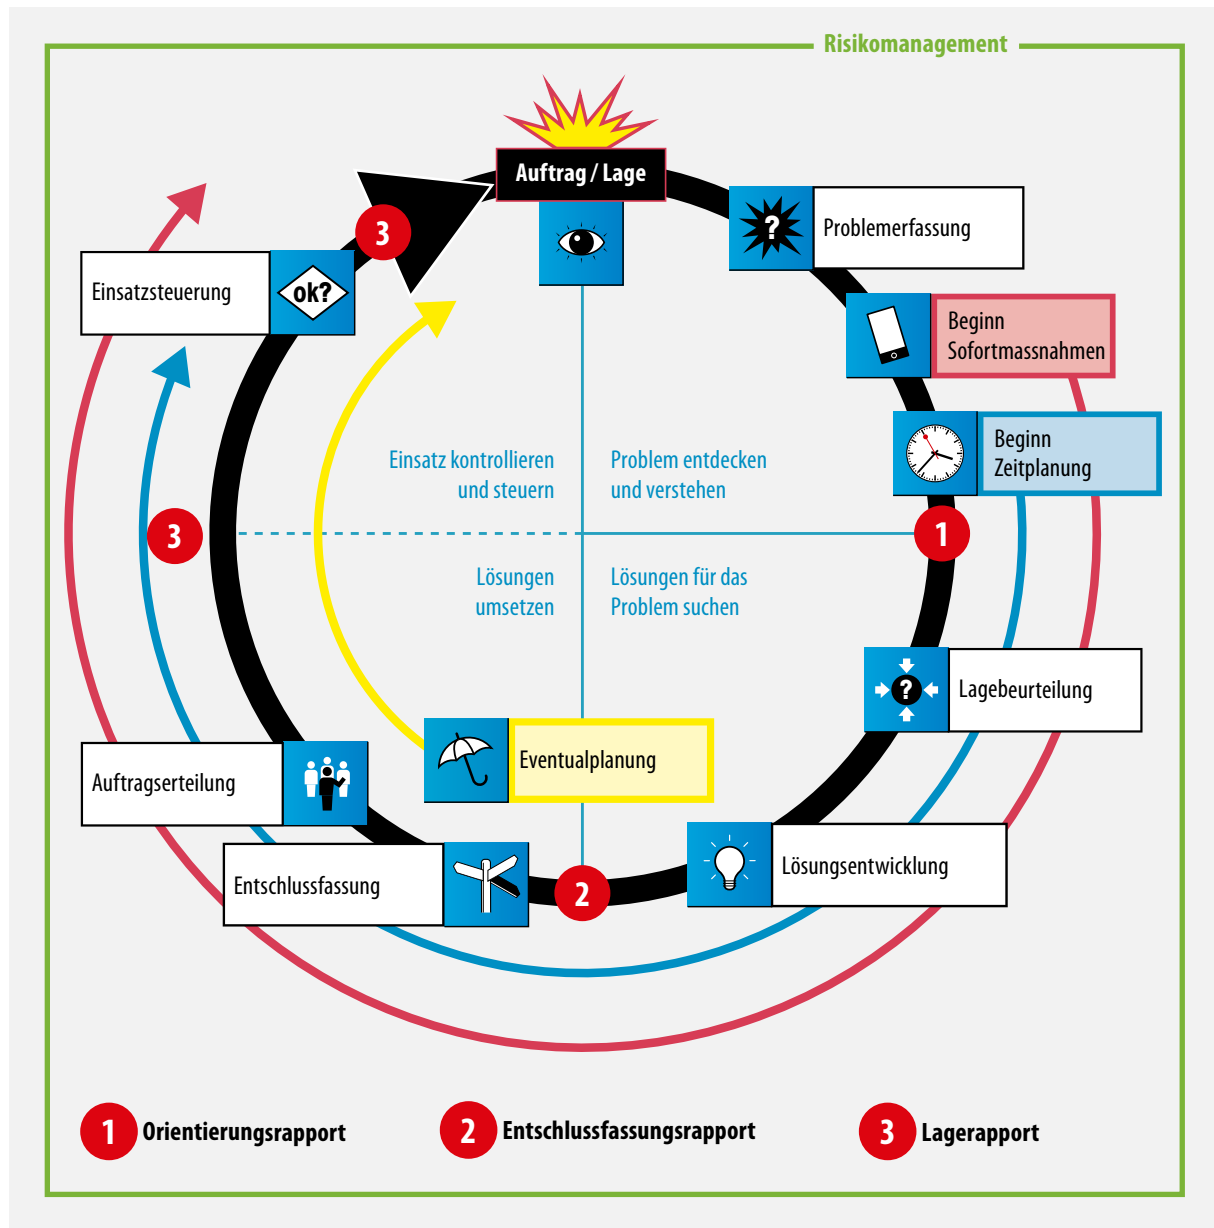 Risikomanagement
Auftrag / Lage
?
Problemerfassung
3
Einsatzsteuerung
ok?
Beginn
Sofortmassnahmen
Beginn
Zeitplanung
Einsatz kontrollieren
und steuern
Problem entdecken
und verstehen
3
1
Lösungen
umsetzen
Lösungen für das
Problem suchen
?
Lagebeurteilung
Eventualplanung
Auftragserteilung
Entschlussfassung
2
Lösungsentwicklung
1 Orientierungsrapport
2 Entschlussfassungsrapport
3 Lagerapport